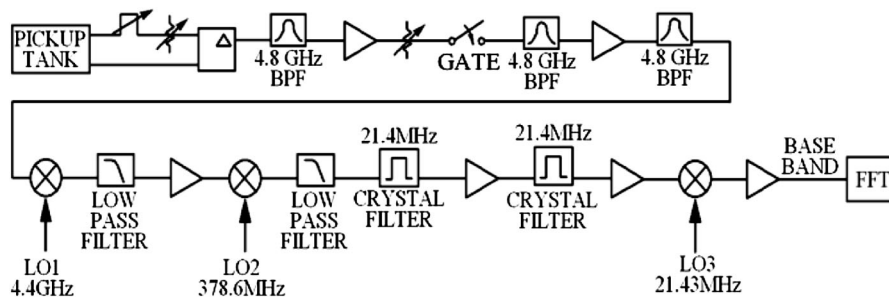 PICKUP
TANK
Δ
4.8 GHz
BPF
GATE
4.8 GHz
BPF
4.8 GHz
BPF
LOW
PASS
FILTER
LOW
PASS
FILTER
21.4MHz
CRYSTAL
FILTER
21.4MHz
CRYSTAL
FILTER
BASE
BAND
FFT
LO1
4.4GHz
LO2
378.6MHz
LO3
21.43MHz